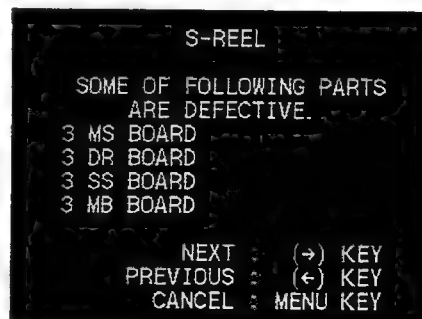 S-REEL
SOME OF FOLLOWING PARTS
ARE DEFECTIVE.
3 MS BOARD
3 DR BOARD
3 SS BOARD
3 MB BOARD
NEXT : (→) KEY
PREVIOUS : (←) KEY
CANCEL : MENU KEY